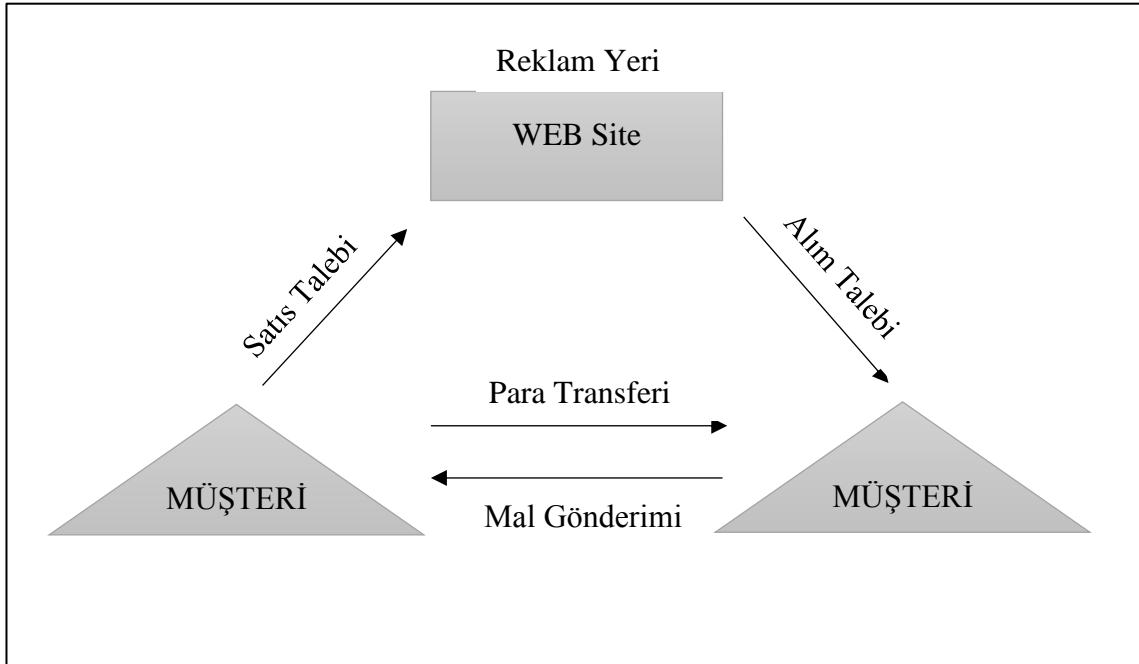 Reklam Yeri
WEB Site
Satıs Talebi
Alım Talebi
Para Transferi
MÜŞTERİ
MÜŞTERİ
Mal Gönderimi